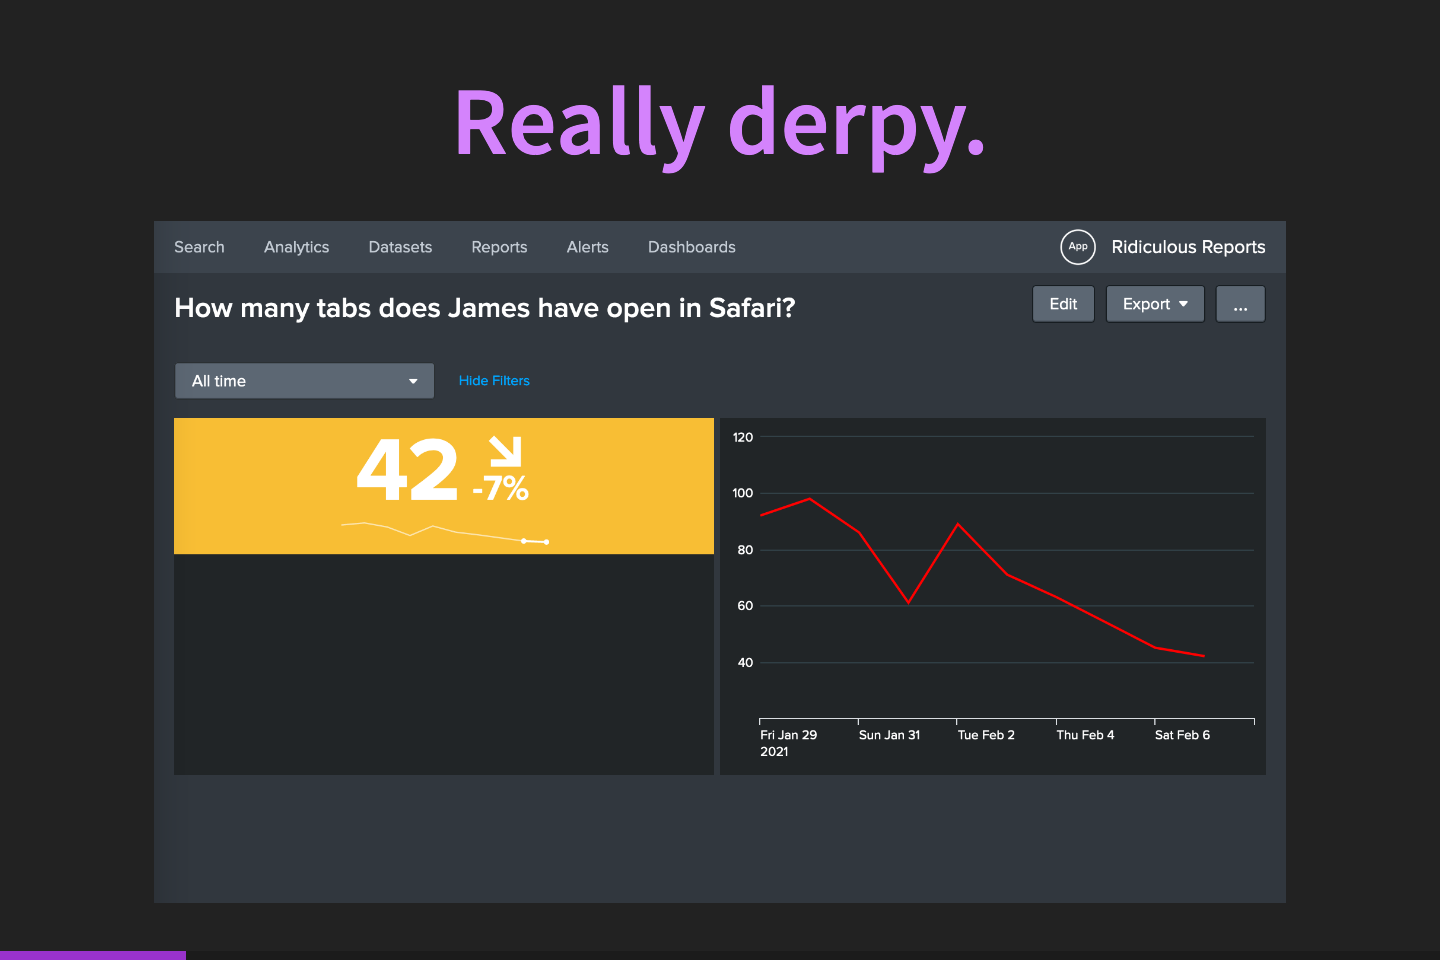 Really derpy.
Search Analytics Datasets Reports Alerts Dashboards App Ridiculous Reports
How many tabs does James have open in Safari? Edit Export ...
All time Hide Filters
42 -7%
120
100
80
60
40
Fri Jan 29 Sun Jan 31 Tue Feb 2 Thu Feb 4 Sat Feb 6
2021